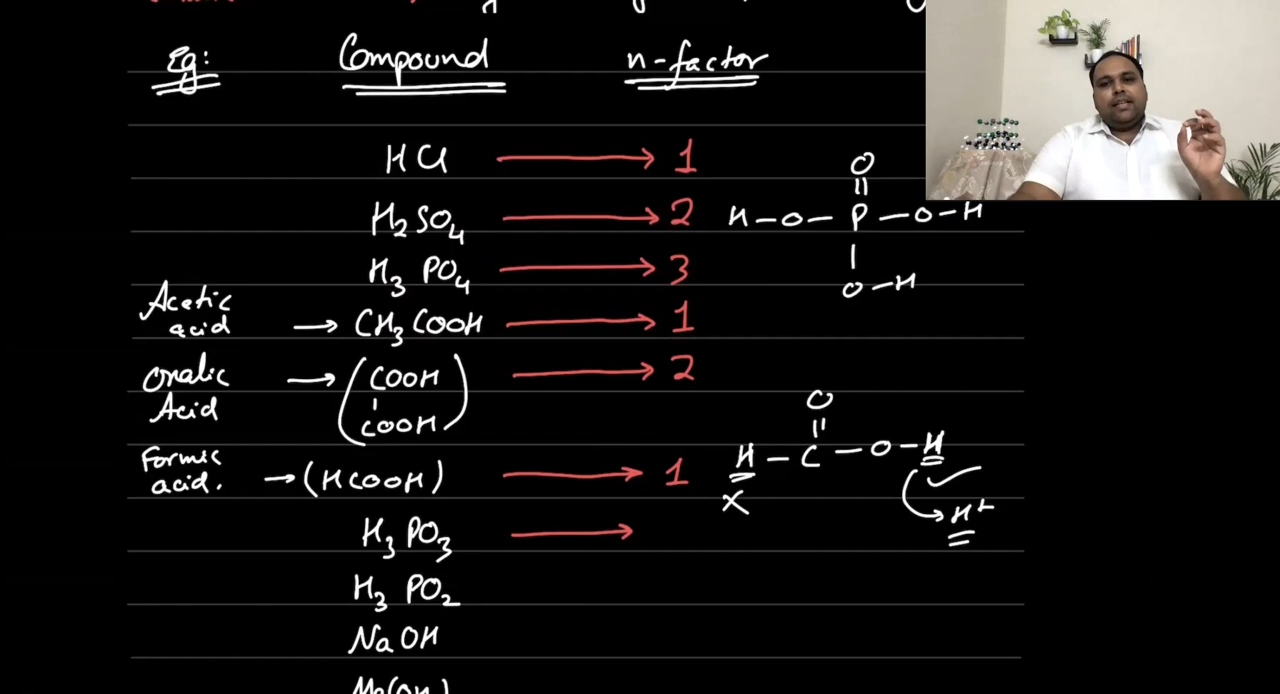 Eg: Compound n-factor
HCl → 1
H₂SO₄ → 2
H₃PO₄ → 3
Acetic acid → CH₃COOH → 1
Oxalic Acid → (COOH
COOH) → 2
Formic acid. → (HCOOH) → 1
H₃PO₃ →
H₃PO₂
NaOH
O
||
H-O-P-O-H
|
O-H
O
||
H-C-O-H
X ✓
H⁺